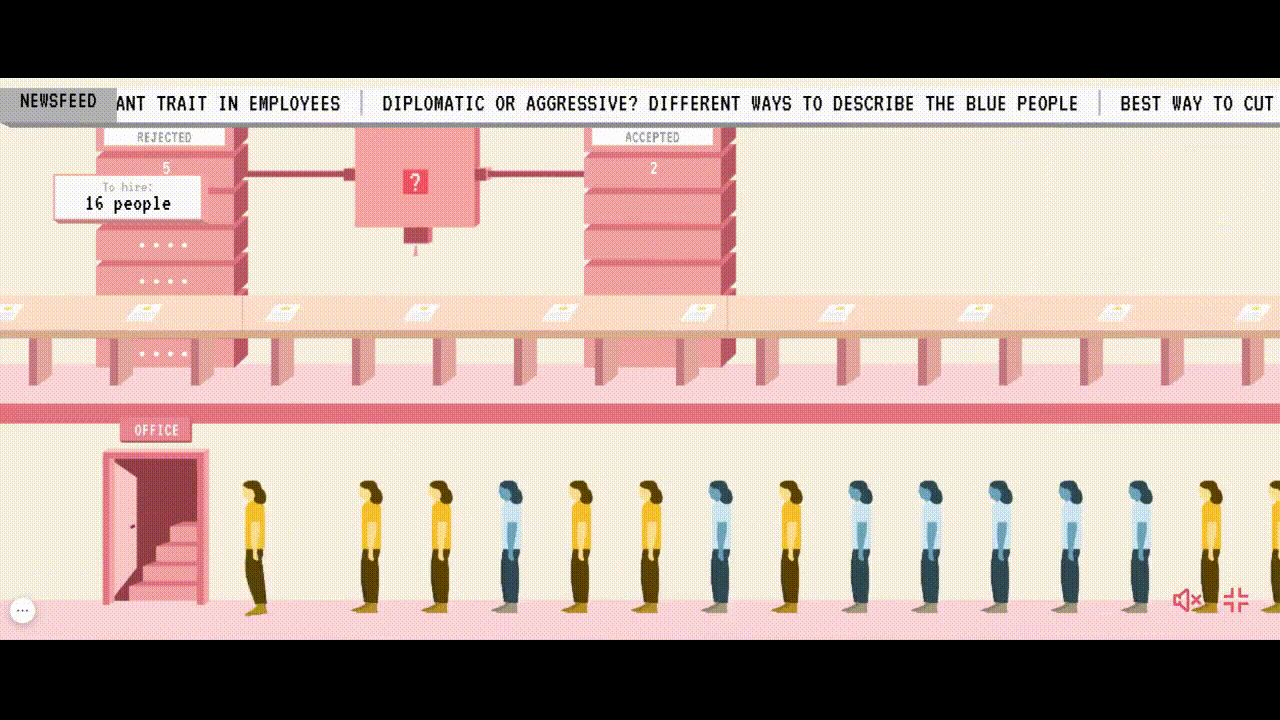 NEWSFEED ANT TRAIT IN EMPLOYEES | DIPLOMATIC OR AGGRESSIVE? DIFFERENT WAYS TO DESCRIBE THE BLUE PEOPLE | BEST WAY TO CUT
REJECTED
ACCEPTED
5
2
?
To hire:
16 people
OFFICE